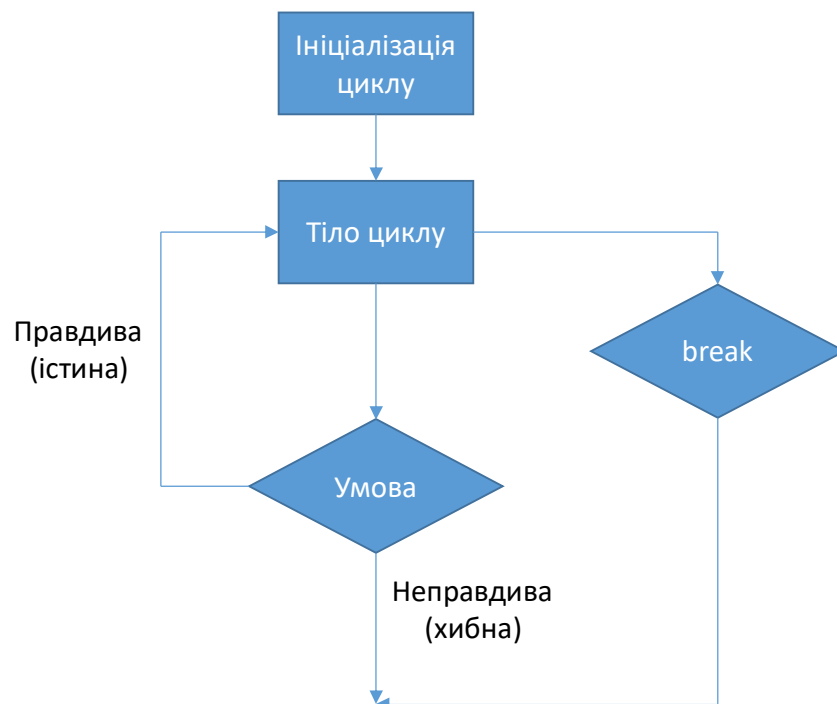 Ініціалізація
циклу
Тіло циклу
Правдива
(істина)
break
Умова
Неправдива
(хибна)